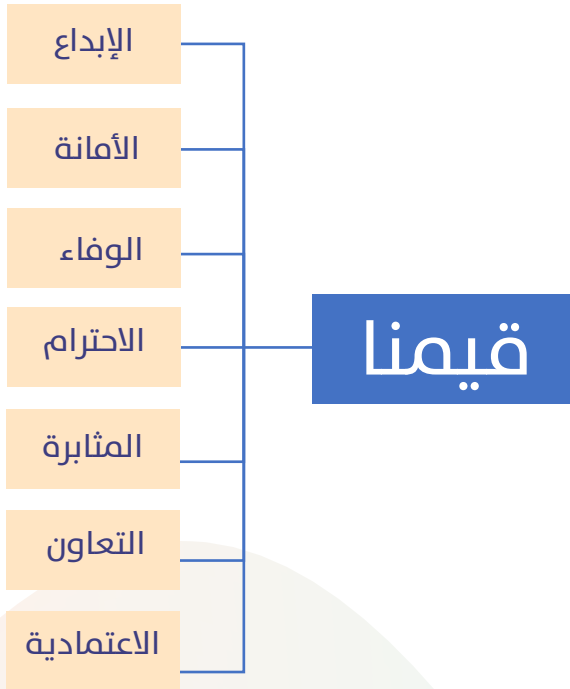 قيمنا
الإبداع
الأمانة
الوفاء
الاحترام
المثابرة
التعاون
الاعتمادية